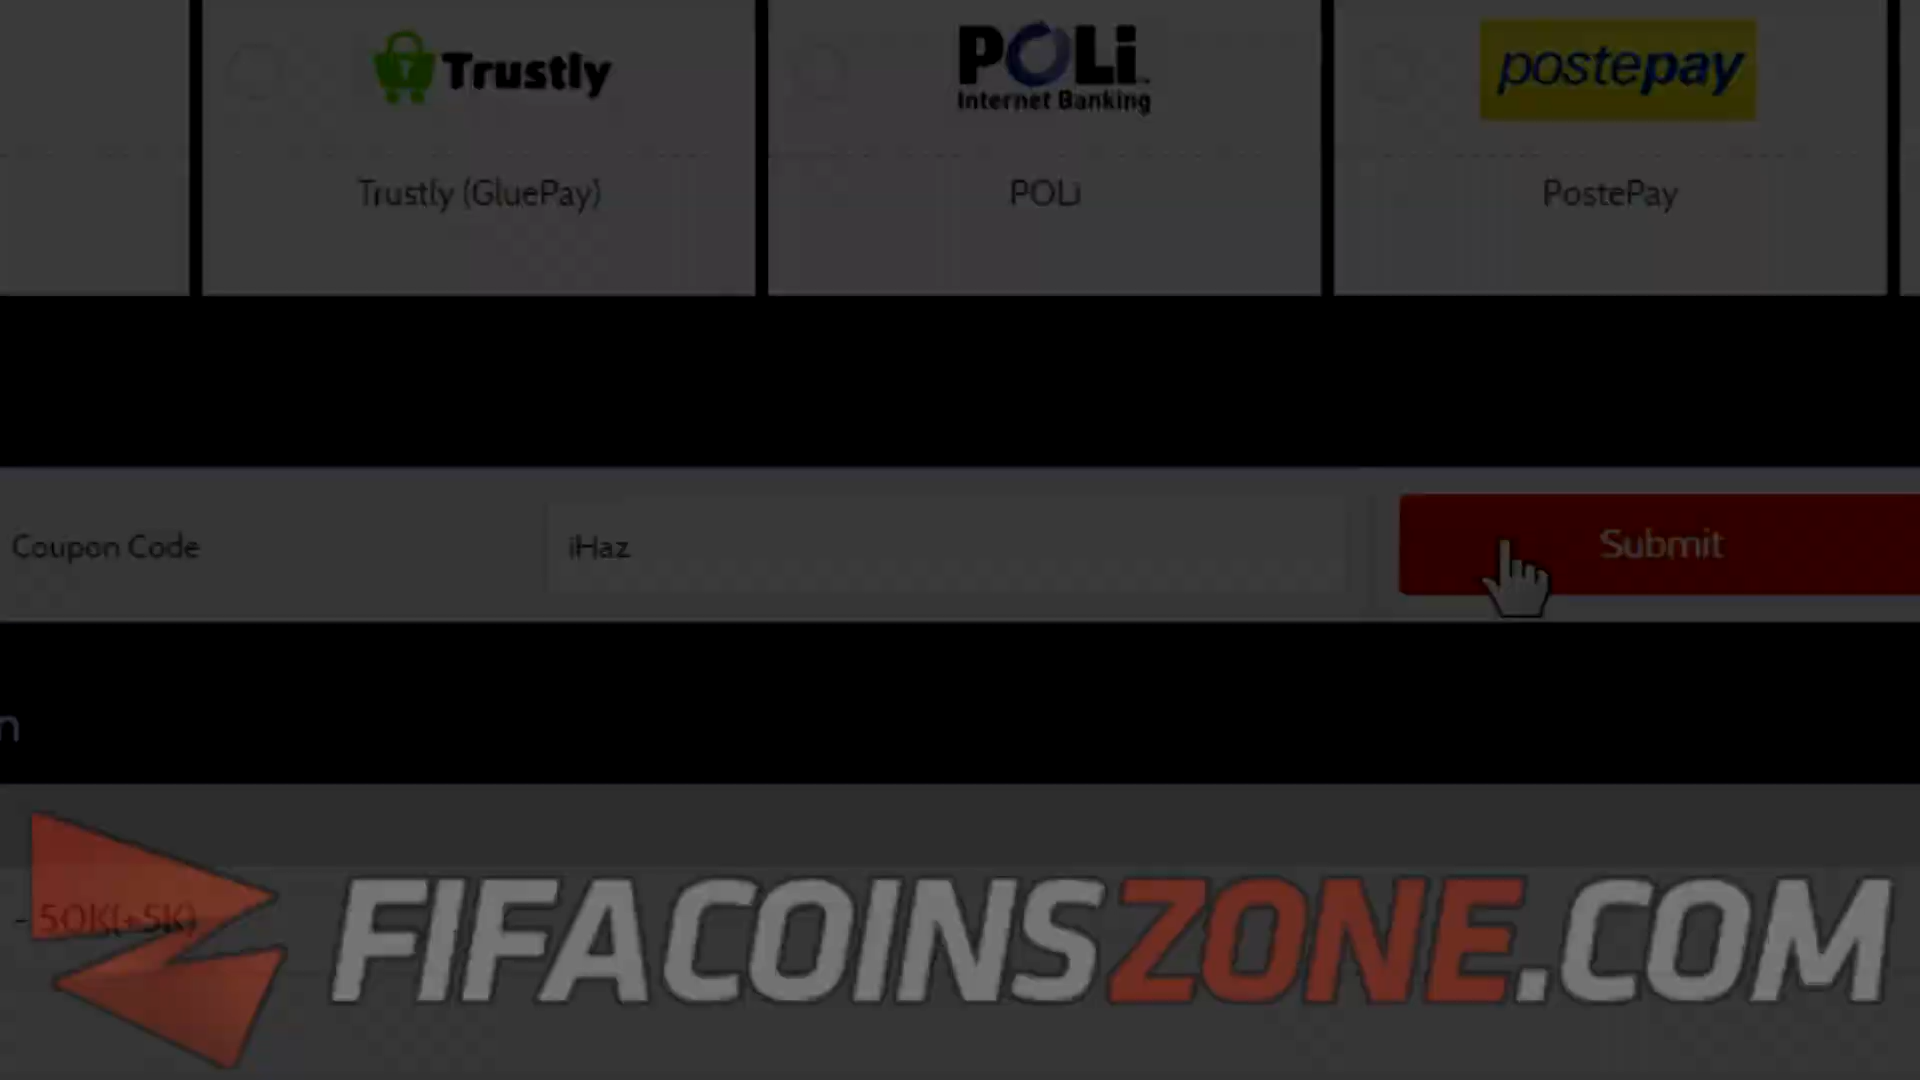 Trustly
POLi
Internet Banking
postepay
Trustly (GluePay)
POLi
PostePay
Coupon Code
iHaz
Submit
n
- 50K(+5K)
FIFACOINSZONE.COM